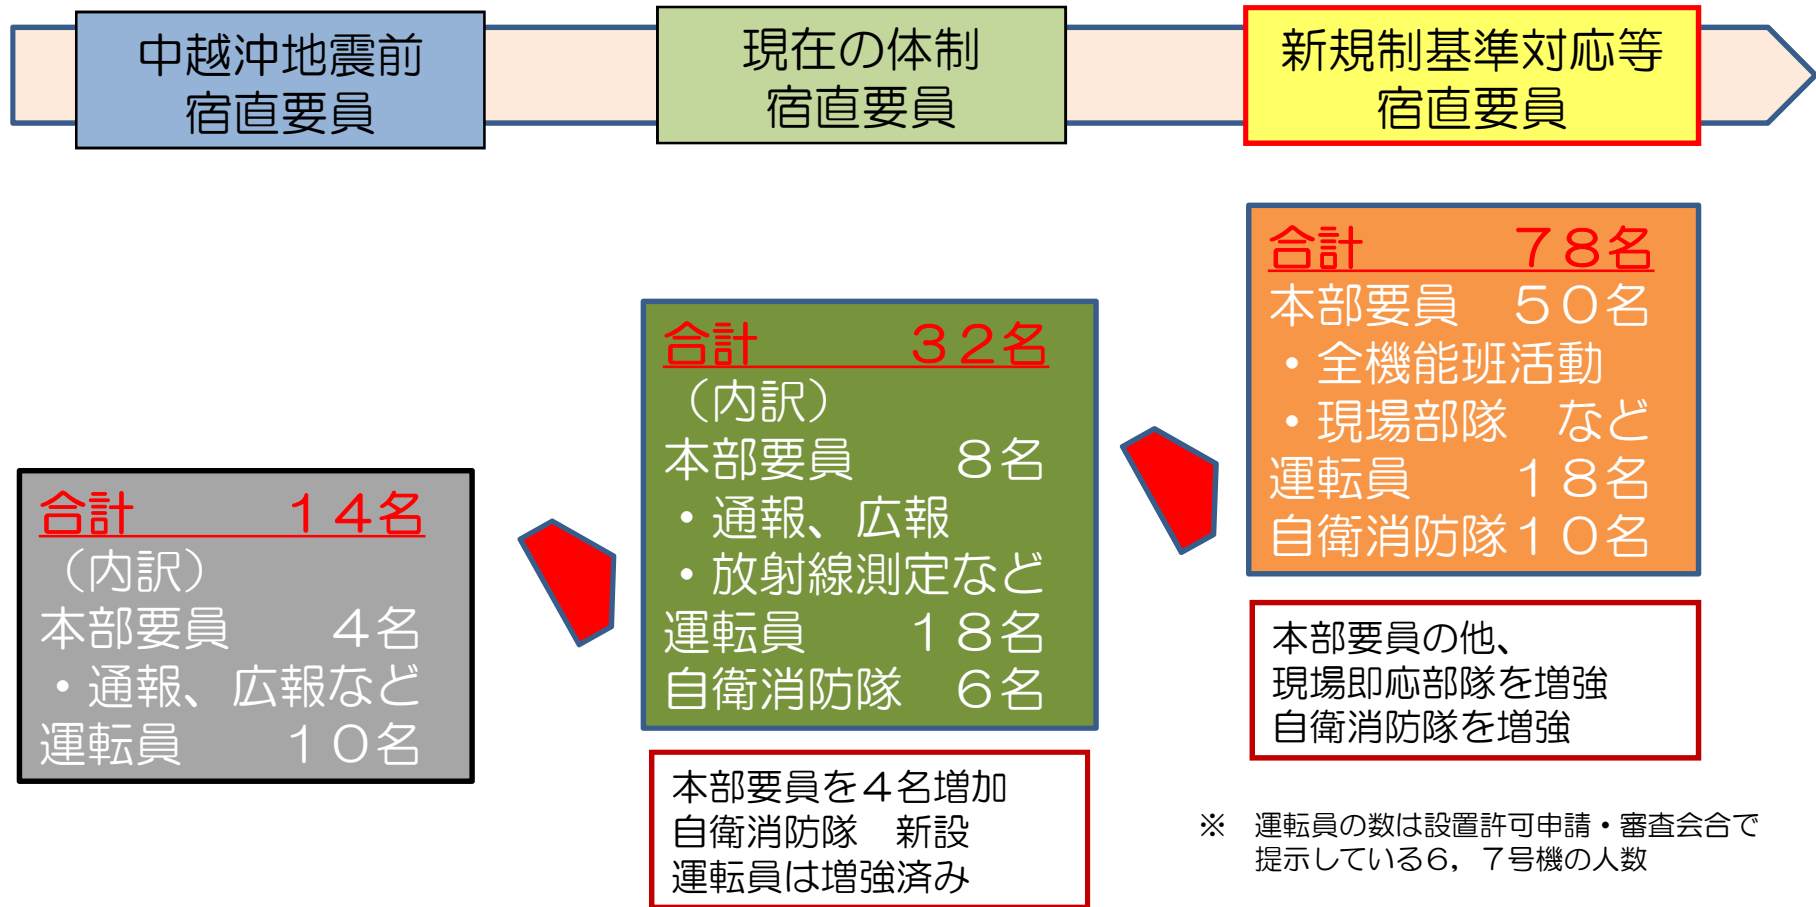 中越沖地震前
宿直要員
現在の体制
宿直要員
新規制基準対応等
宿直要員
合計　　　１４名
（内訳）
本部要員　　４名
・通報、広報など
運転員　　１０名
合計　　　３２名
（内訳）
本部要員　　８名
・通報、広報
・放射線測定など
運転員　　１８名
自衛消防隊　６名
本部要員を４名増加
自衛消防隊　新設
運転員は増強済み
合計　　　７８名
本部要員　５０名
・全機能班活動
・現場部隊　など
運転員　　１８名
自衛消防隊１０名
本部要員の他、
現場即応部隊を増強
自衛消防隊を増強
※　運転員の数は設置許可申請・審査会合で
提示している６，７号機の人数